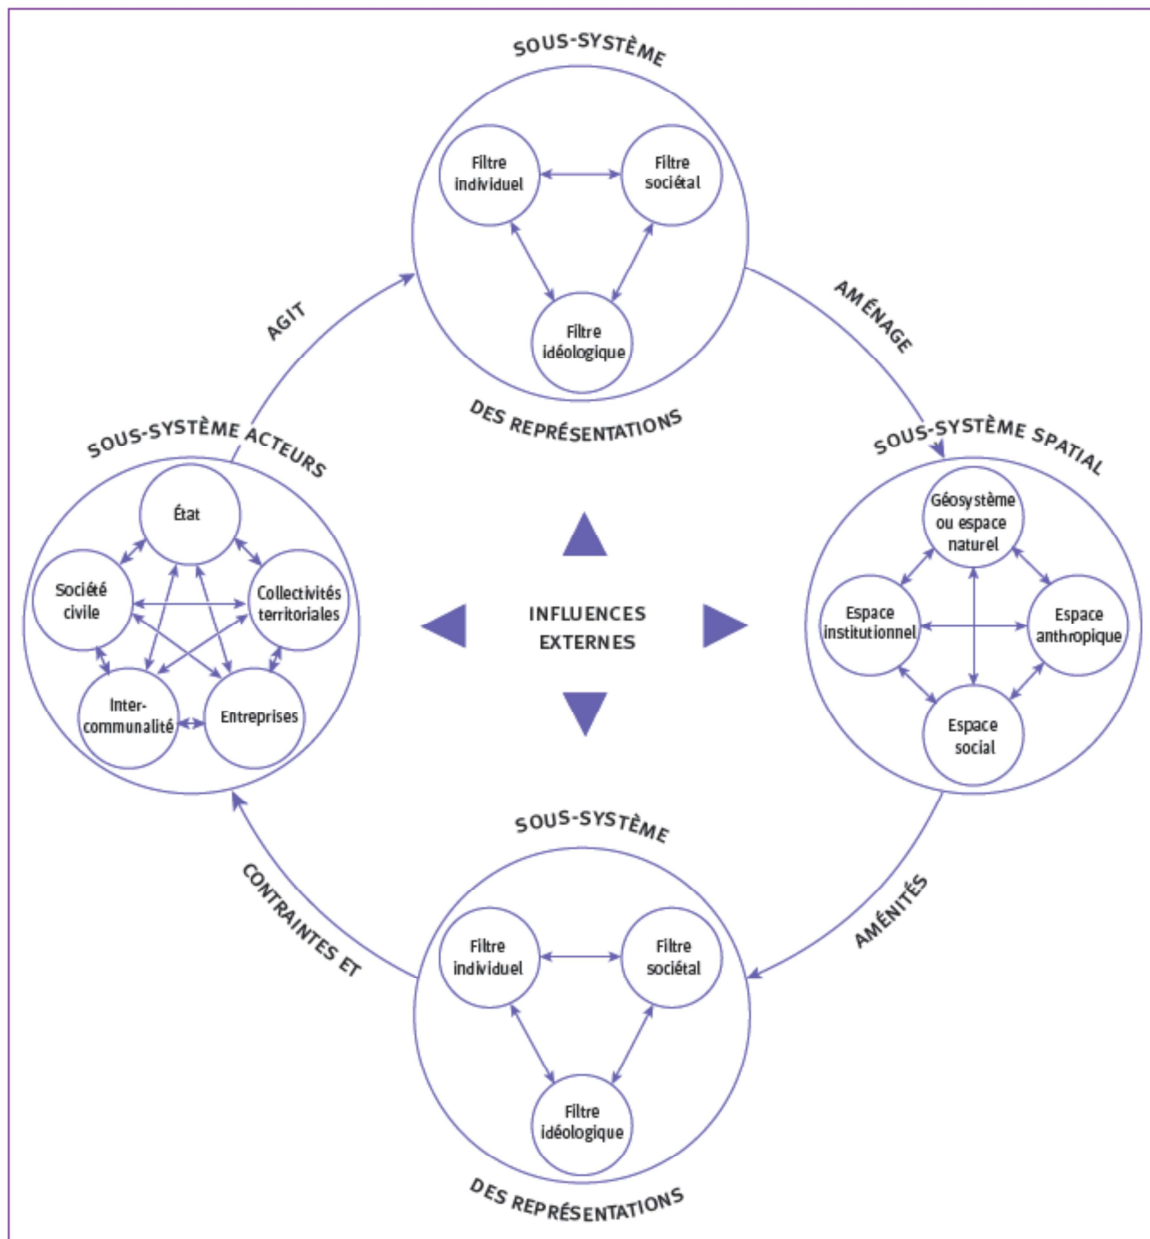 SOUS-SYSTÈME
Filtre
individuel
Filtre
sociétal
Filtre
idéologique
DES REPRÉSENTATIONS
AGIT
AMÉNAGE
SOUS-SYSTÈME ACTEURS
État
Société
civile
Collectivités
territoriales
Inter-
communalité
Entreprises
INFLUENCES
EXTERNES
SOUS-SYSTÈME SPATIAL
Géosystème
ou espace
naturel
Espace
institutionnel
Espace
anthropique
Espace
social
CONTRAINTES ET
AMÉNITÉS
SOUS-SYSTÈME
Filtre
individuel
Filtre
sociétal
Filtre
idéologique
DES REPRÉSENTATIONS